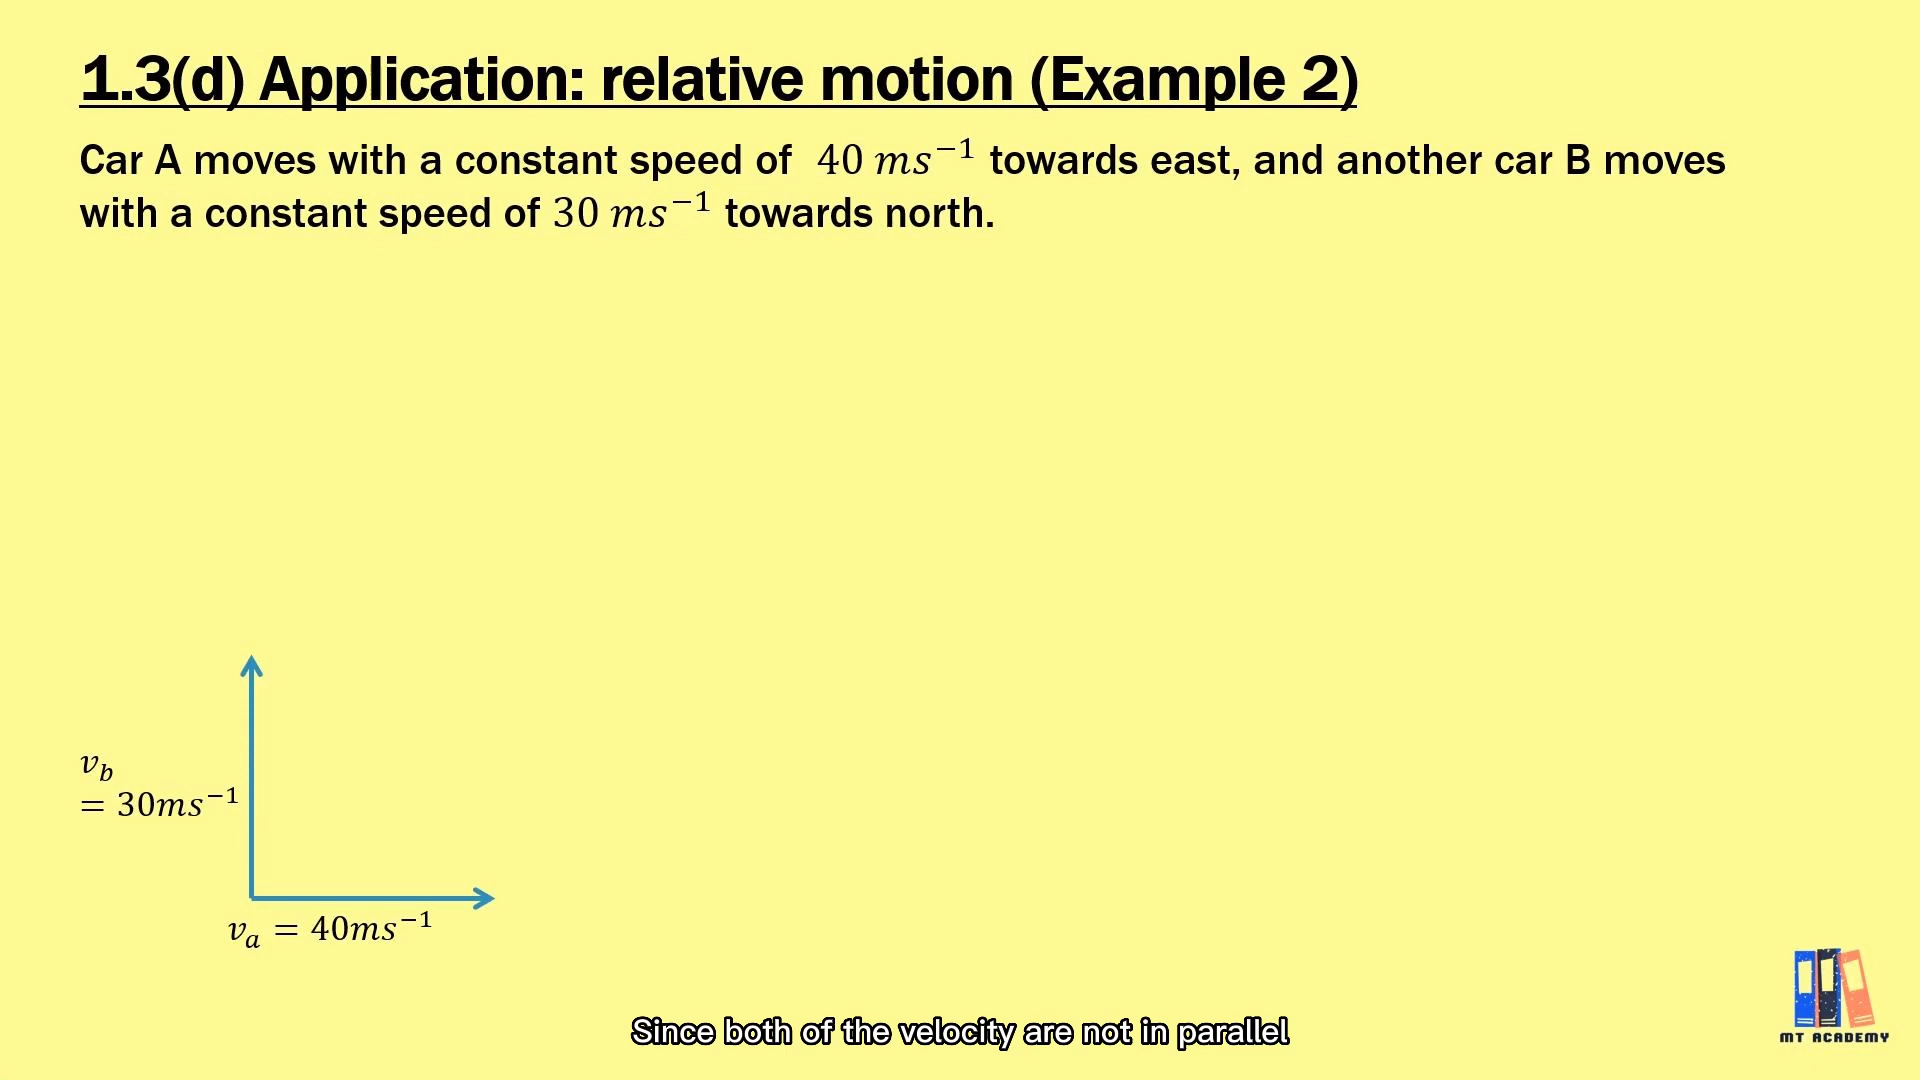 1.3(d) Application: relative motion (Example 2)
Car A moves with a constant speed of 40 ms⁻¹ towards east, and another car B moves
with a constant speed of 30 ms⁻¹ towards north.
v_b
= 30ms⁻¹
v_a = 40ms⁻¹
Since both of the velocity are not in parallel
MT ACADEMY